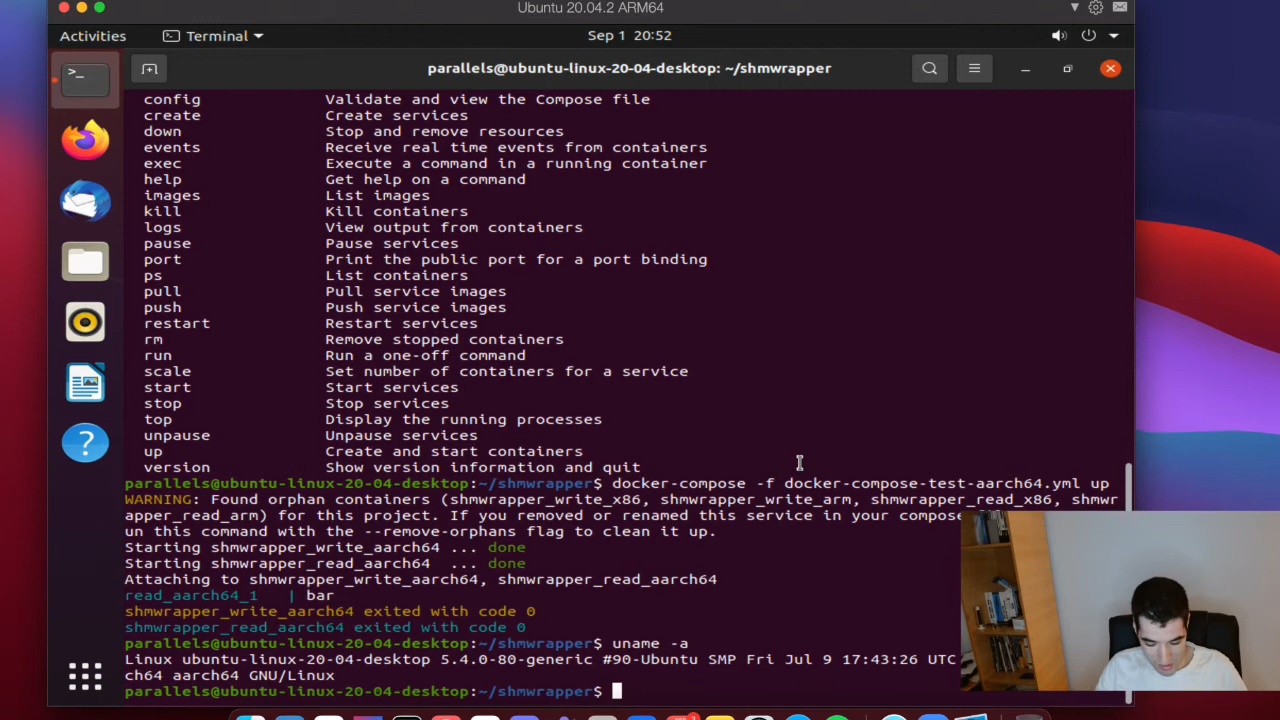 Ubuntu 20.04.2 ARM64
Activities Terminal Sep 1 20:52
parallels@ubuntu-linux-20-04-desktop: ~/shmwrapper
config Validate and view the Compose file
create Create services
down Stop and remove resources
events Receive real time events from containers
exec Execute a command in a running container
help Get help on a command
images List images
kill Kill containers
logs View output from containers
pause Pause services
port Print the public port for a port binding
ps List containers
pull Pull service images
push Push service images
restart Restart services
rm Remove stopped containers
run Run a one-off command
scale Set number of containers for a service
start Start services
stop Stop services
top Display the running processes
unpause Unpause services
up Create and start containers
version Show version information and quit
parallels@ubuntu-linux-20-04-desktop:~/shmwrapper$ docker-compose -f docker-compose-test-aarch64.yml up
WARNING: Found orphan containers (shmwrapper_write_x86, shmwrapper_write_arm, shmwrapper_read_x86, shmwr
apper_read_arm) for this project. If you removed or renamed this service in your compose
un this command with the --remove-orphans flag to clean it up.
Starting shmwrapper_write_aarch64 ... done
Starting shmwrapper_read_aarch64 ... done
Attaching to shmwrapper_write_aarch64, shmwrapper_read_aarch64
read_aarch64_1 | bar
shmwrapper_write_aarch64 exited with code 0
shmwrapper_read_aarch64 exited with code 0
parallels@ubuntu-linux-20-04-desktop:~/shmwrapper$ uname -a
Linux ubuntu-linux-20-04-desktop 5.4.0-80-generic #90-Ubuntu SMP Fri Jul 9 17:43:26 UTC
ch64 aarch64 GNU/Linux
parallels@ubuntu-linux-20-04-desktop:~/shmwrapper$